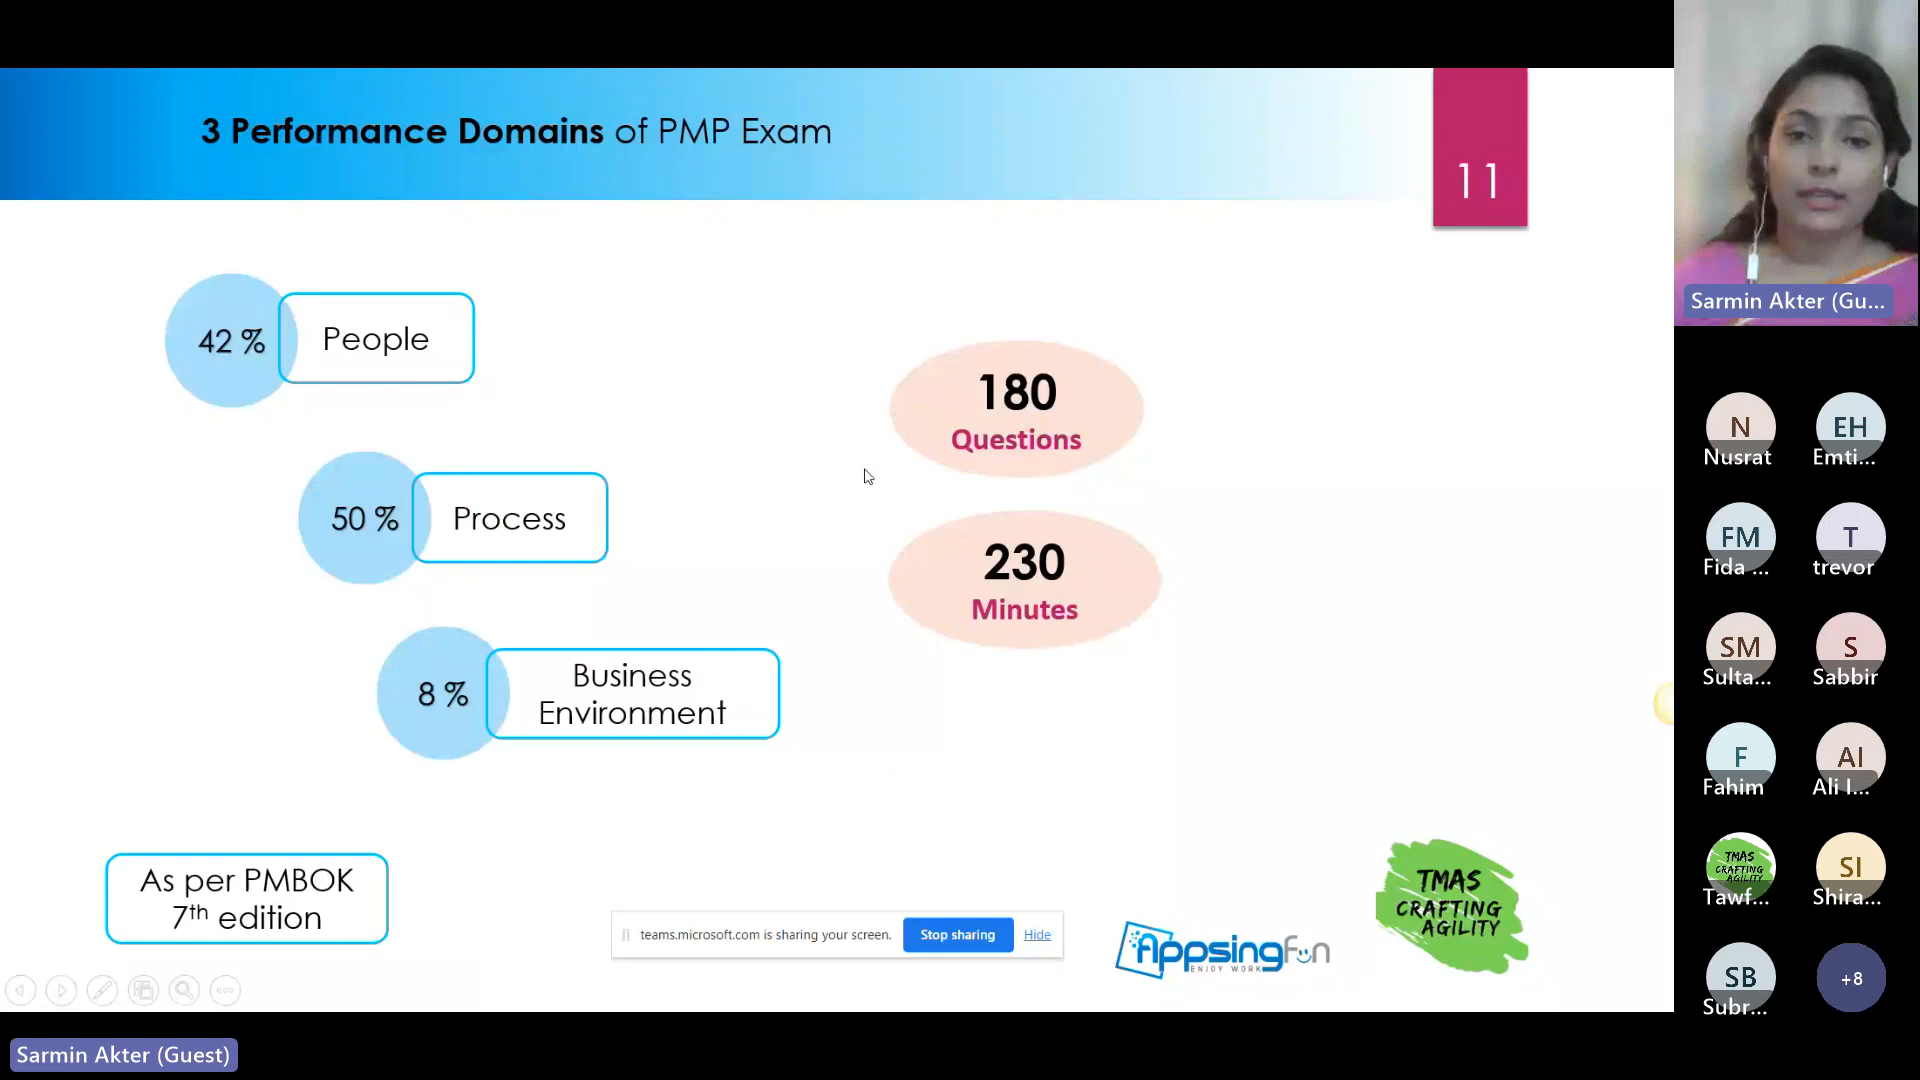 3 Performance Domains of PMP Exam
11
42 %
People
50 %
Process
8 %
Business
Environment
180
Questions
230
Minutes
As per PMBOK
7th edition
teams.microsoft.com is sharing your screen.
Stop sharing
Hide
AppsingFun
ENJOY WORK
TMAS
CRAFTING
AGILITY
Sarmin Akter (Gu...
N
Nusrat
EH
Emti...
FM
Fida ...
T
trevor
SM
Sulta...
S
Sabbir
F
Fahim
AI
Ali I...
TMAS
CRAFTING
AGILITY
Tawf...
SI
Shira...
SB
Subr...
+8
Sarmin Akter (Guest)